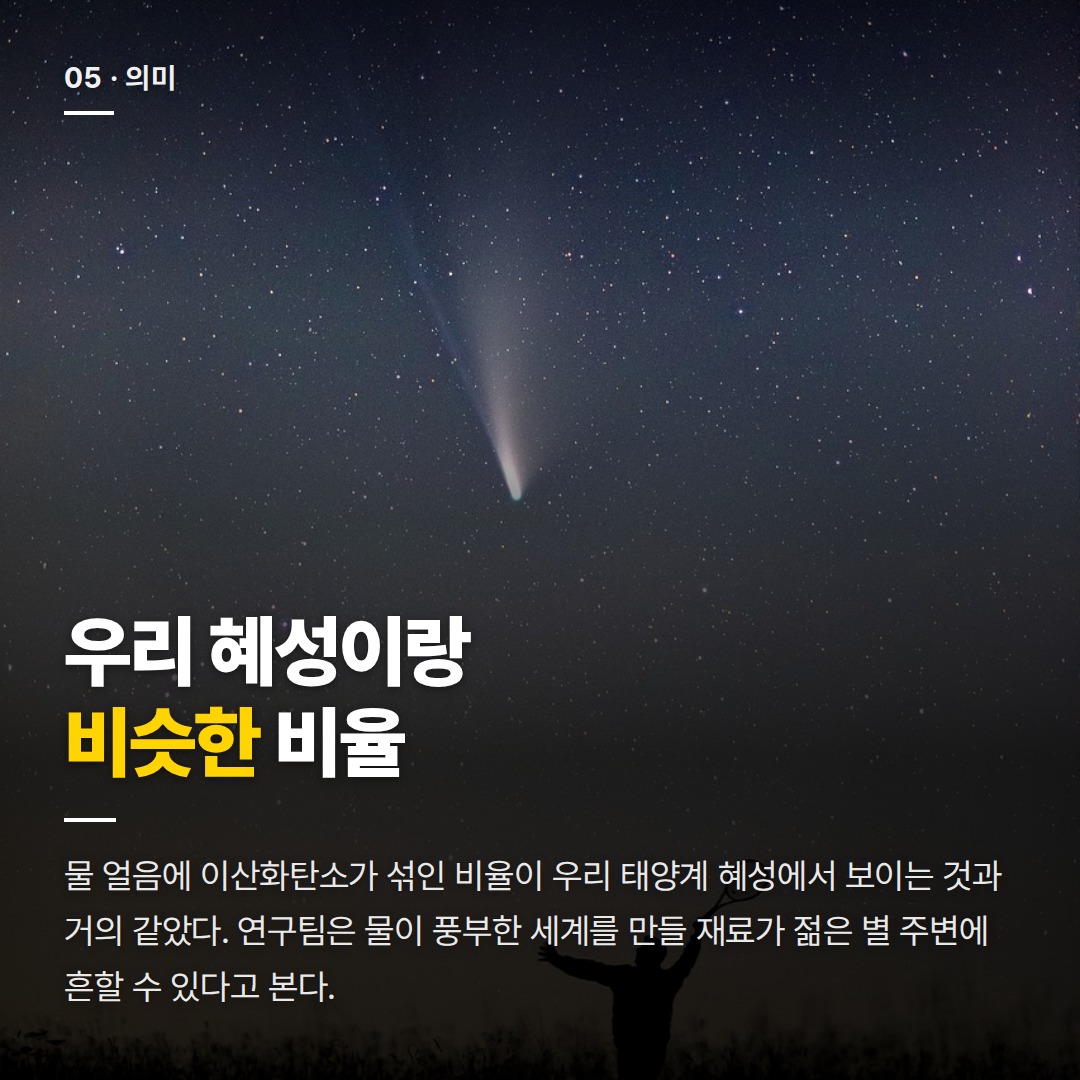 05 · 의미
우리 혜성이랑
비슷한 비율
물 얼음에 이산화탄소가 섞인 비율이 우리 태양계 혜성에서 보이는 것과
거의 같았다. 연구팀은 물이 풍부한 세계를 만들 재료가 젊은 별 주변에
흔할 수 있다고 본다.